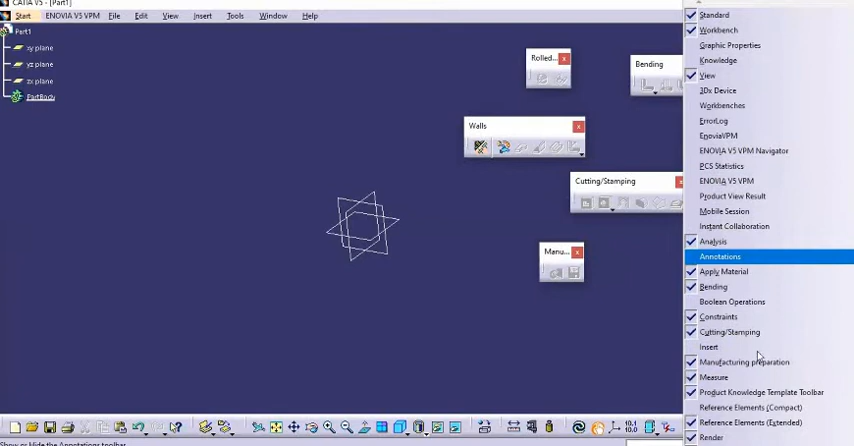 CATIA V5 - [Part1]
Start ENOVIA V5 VPM File Edit View Insert Tools Window Help
Part1
xy plane
yz plane
zx plane
PartBody
Rolled...
Bending
Walls
Cutting/Stamping
Manu...
Standard
Workbench
Graphic Properties
Knowledge
View
3Dx Device
Workbenches
ErrorLog
EnoviaVPM
ENOVIA V5 VPM Navigator
PCS Statistics
ENOVIA V5 VPM
Product View Result
Mobile Session
Instant Collaboration
Analysis
Annotations
Apply Material
Bending
Boolean Operations
Constraints
Cutting/Stamping
Insert
Manufacturing preparation
Measure
Product Knowledge Template Toolbar
Reference Elements (Compact)
Reference Elements (Extended)
Render
10.1
10.0
Show or Hide the Annotations toolbar